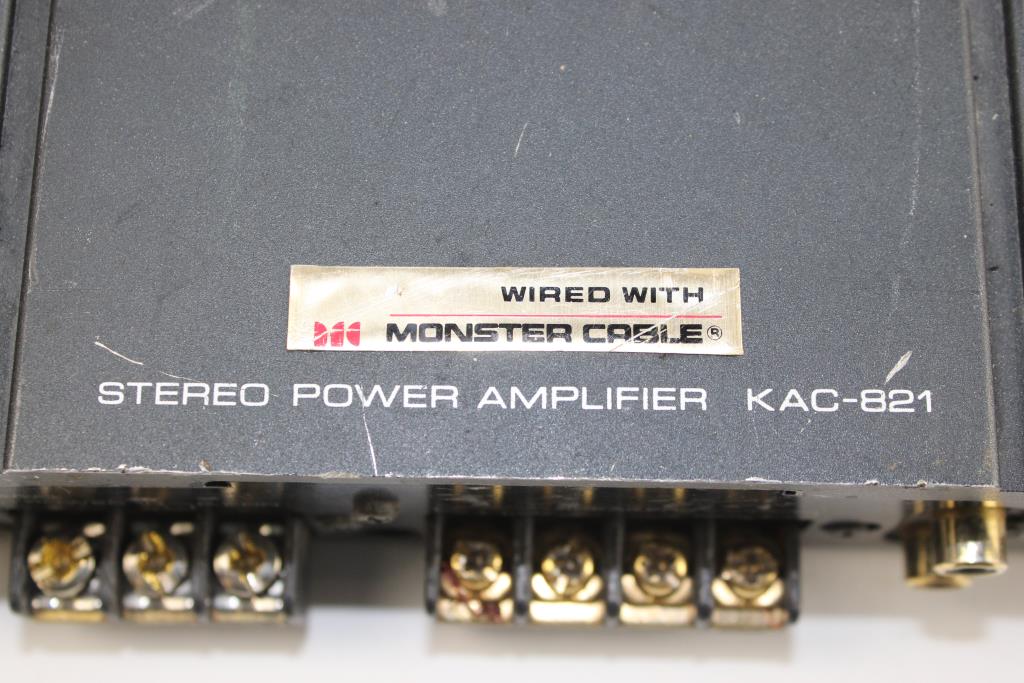 WIRED WITH
MONSTER CABLE®
STEREO POWER AMPLIFIER KAC-821